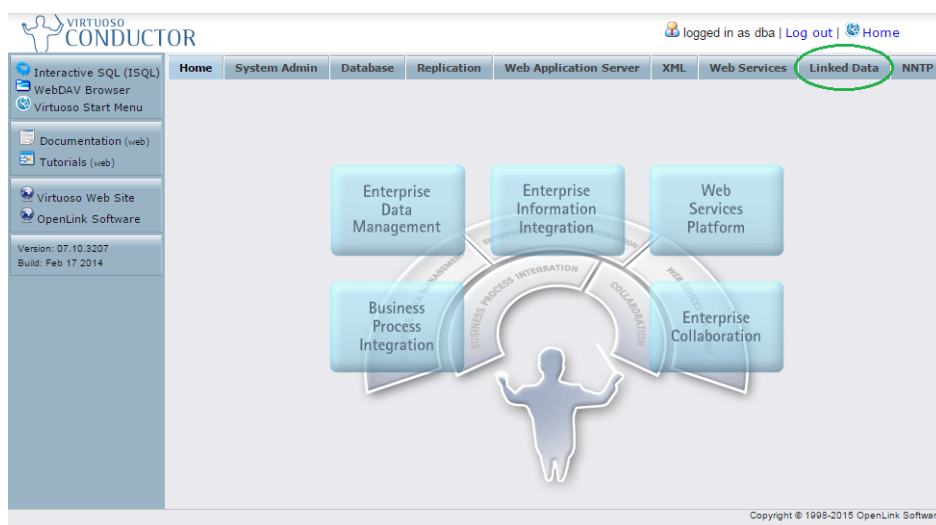 VIRTUOSO
CONDUCTOR
logged in as dba | Log out | Home
Interactive SQL (ISQL)
WebDAV Browser
Virtuoso Start Menu
Documentation (web)
Tutorials (web)
Virtuoso Web Site
OpenLink Software
Version: 07.10.3207
Build: Feb 17 2014
Home System Admin Database Replication Web Application Server XML Web Services Linked Data NNTP
Enterprise
Data
Management
Enterprise
Information
Integration
Web
Services
Platform
Business
Process
Integration
Enterprise
Collaboration
BUSINESS PROCESS INTEGRATION
COLLABORATION
Copyright © 1998-2015 OpenLink Softwar